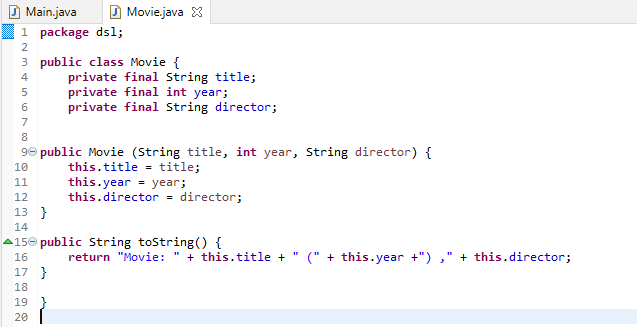 Main.java Movie.java
1 package dsl;
2
3 public class Movie {
4 private final String title;
5 private final int year;
6 private final String director;
7
8
9 public Movie (String title, int year, String director) {
10 this.title = title;
11 this.year = year;
12 this.director = director;
13 }
14
15 public String toString() {
16 return "Movie: " + this.title + " (" + this.year +") ," + this.director;
17 }
18
19 }
20